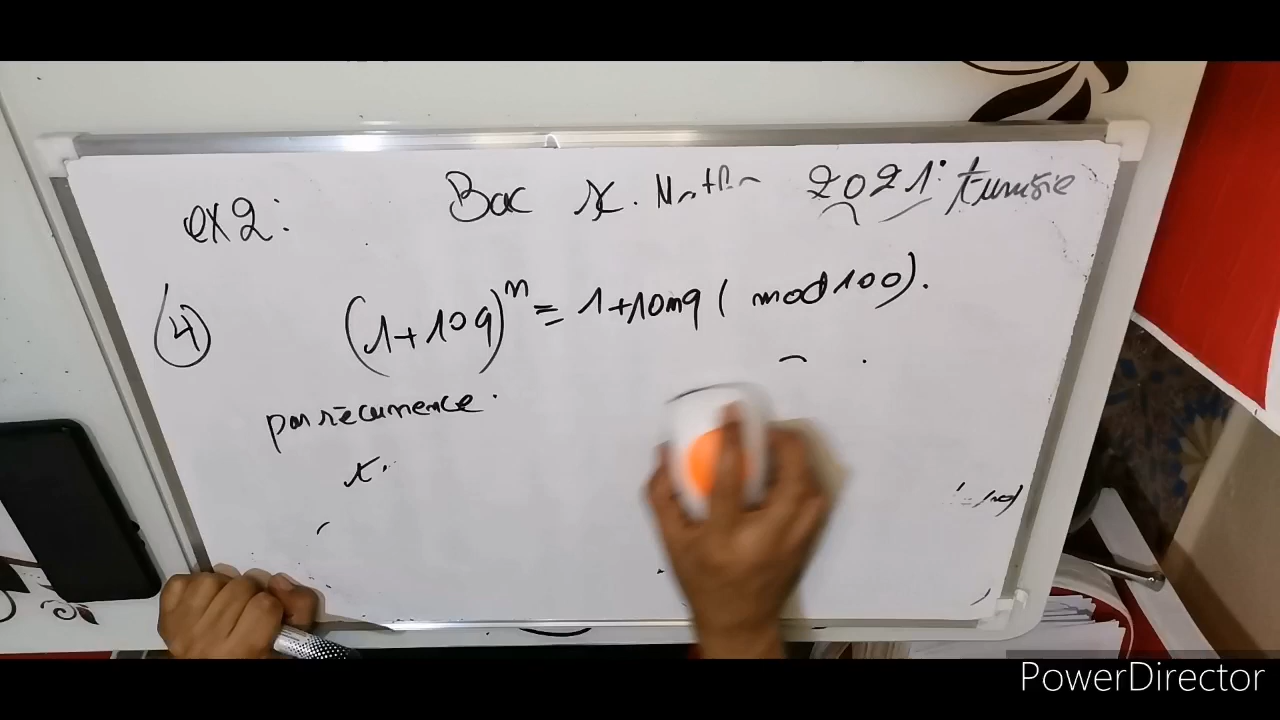 ex2: Bac 2021: tunisie
(4) (1+10q)^n ≡ 1+10nq (mod 100).
par récurrence.
PowerDirector